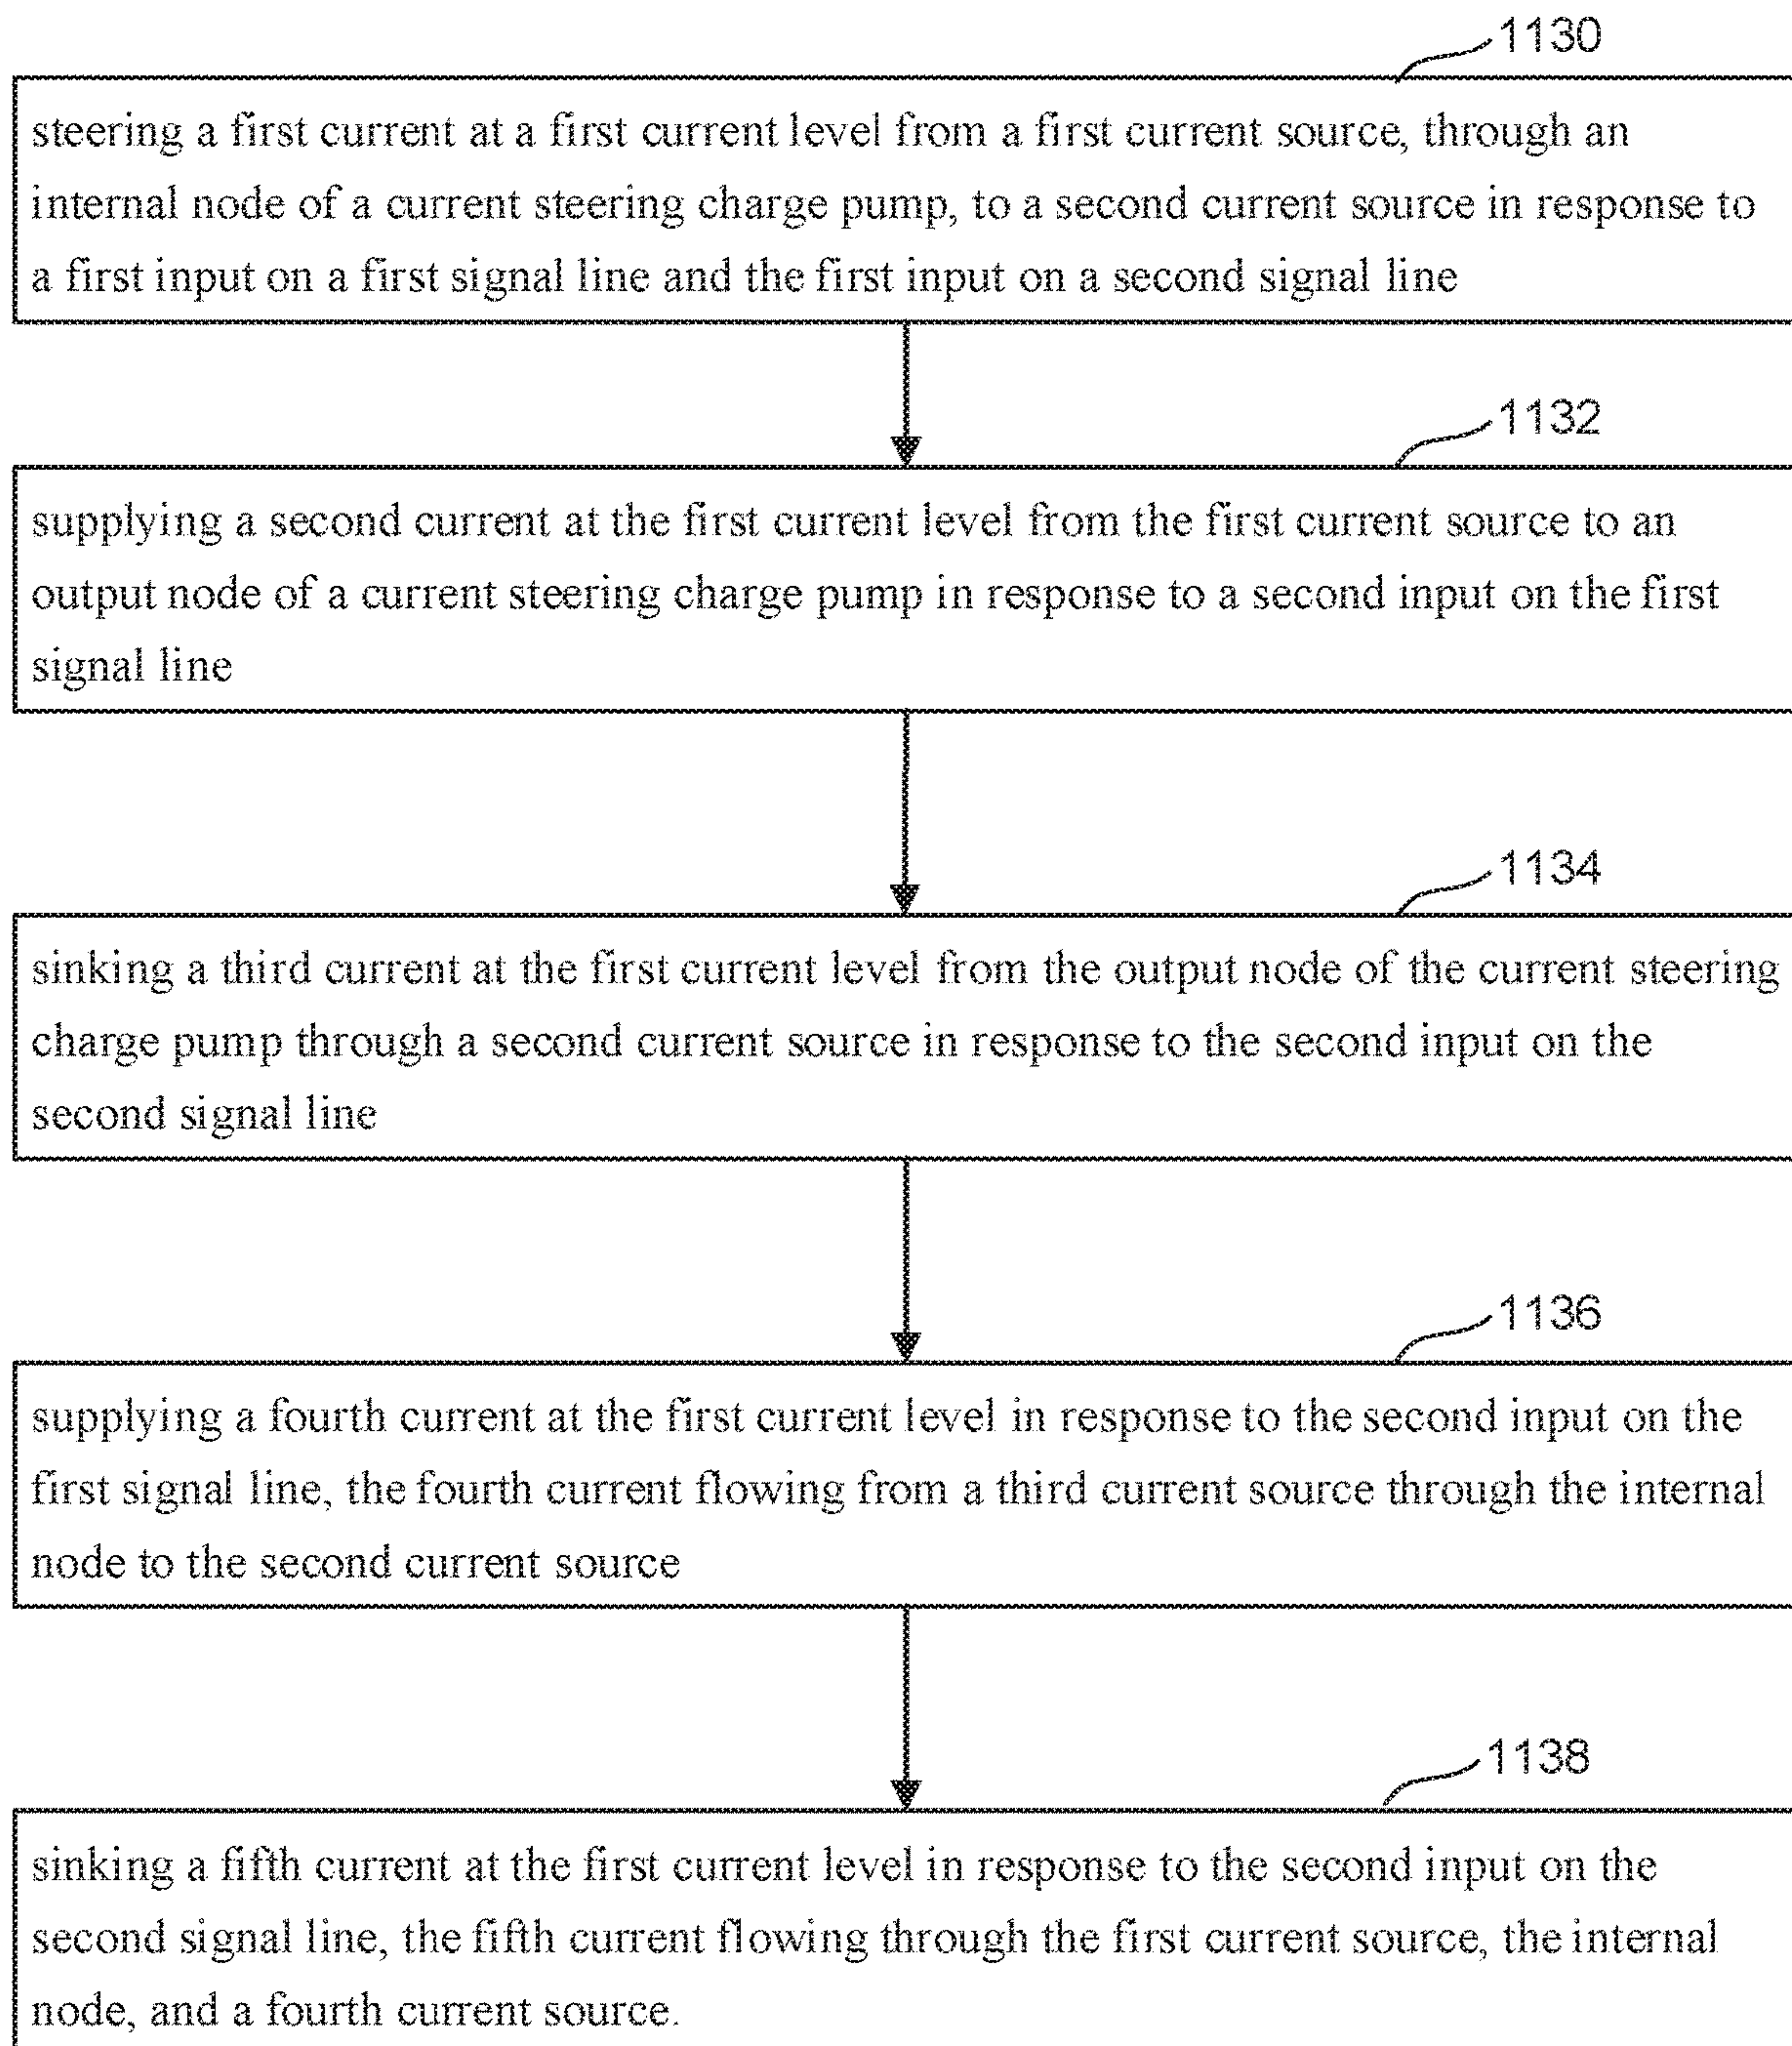 1130
steering a first current at a first current level from a first current source, through an
internal node of a current steering charge pump, to a second current source in response to
a first input on a first signal line and the first input on a second signal line
1132
supplying a second current at the first current level from the first current source to an
output node of a current steering charge pump in response to a second input on the first
signal line
1134
sinking a third current at the first current level from the output node of the current steering
charge pump through a second current source in response to the second input on the
second signal line
1136
supplying a fourth current at the first current level in response to the second input on the
first signal line, the fourth current flowing from a third current source through the internal
node to the second current source
1138
sinking a fifth current at the first current level in response to the second input on the
second signal line, the fifth current flowing through the first current source, the internal
node, and a fourth current source.